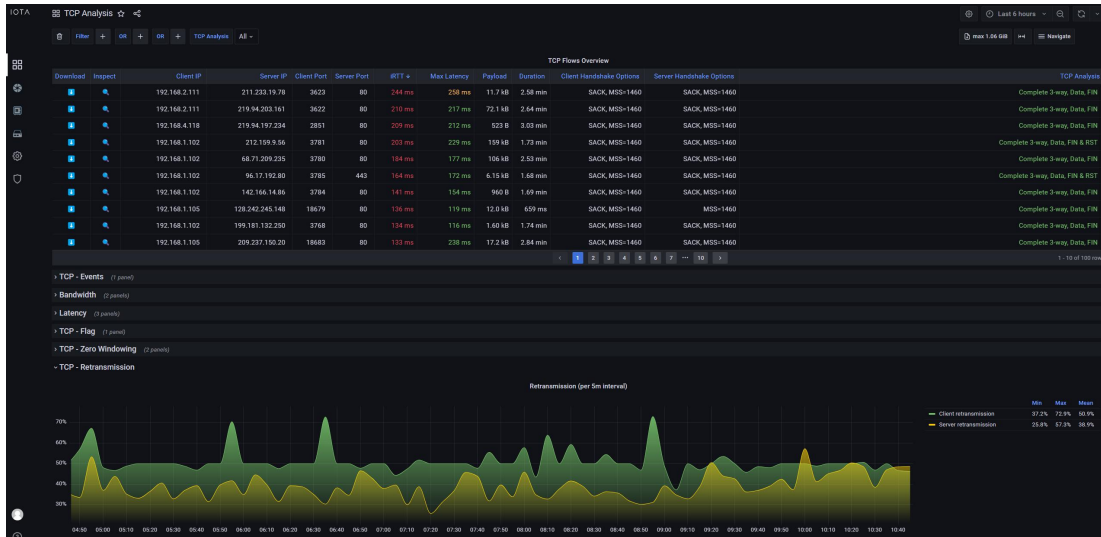 IOTA
TCP Analysis
Last 6 hours
Filter + OR + OR + TCP Analysis All
max 1.06 GiB Navigate
TCP Flows Overview
Download Inspect Client IP Server IP Client Port Server Port iRTT Max Latency Payload Duration Client Handshake Options Server Handshake Options TCP Analysis
192.168.2.111 211.233.19.78 3623 80 244 ms 258 ms 11.7 kB 2.58 min SACK, MSS=1460 SACK, MSS=1460 Complete 3-way, Data, FIN
192.168.2.111 219.94.203.161 3622 80 210 ms 217 ms 72.1 kB 2.64 min SACK, MSS=1460 SACK, MSS=1460 Complete 3-way, Data, FIN
192.168.4.118 219.94.197.234 2851 80 209 ms 212 ms 523 B 3.03 min SACK, MSS=1460 SACK, MSS=1460 Complete 3-way, Data, FIN
192.168.1.102 212.159.9.56 3781 80 203 ms 229 ms 159 kB 1.73 min SACK, MSS=1460 SACK, MSS=1460 Complete 3-way, Data, FIN & RST
192.168.1.102 68.71.209.235 3780 80 184 ms 177 ms 106 kB 2.53 min SACK, MSS=1460 SACK, MSS=1460 Complete 3-way, Data, FIN
192.168.1.102 96.17.192.80 3785 443 164 ms 172 ms 6.15 kB 1.68 min SACK, MSS=1460 SACK, MSS=1460 Complete 3-way, Data, FIN & RST
192.168.1.102 142.166.14.86 3784 80 141 ms 154 ms 960 B 1.69 min SACK, MSS=1460 SACK, MSS=1460 Complete 3-way, Data, FIN
192.168.1.105 128.242.245.148 18679 80 136 ms 119 ms 12.0 kB 659 ms SACK, MSS=1460 MSS=1460 Complete 3-way, Data, FIN
192.168.1.102 199.181.132.250 3768 80 134 ms 116 ms 1.60 kB 1.74 min SACK, MSS=1460 SACK, MSS=1460 Complete 3-way, Data, FIN
192.168.1.105 209.237.150.20 18683 80 133 ms 238 ms 17.2 kB 2.84 min SACK, MSS=1460 SACK, MSS=1460 Complete 3-way, Data, FIN
< 1 2 3 4 5 6 7 ... 10 > 1 - 10 of 100 row
TCP - Events (1 panel)
Bandwidth (2 panels)
Latency (3 panels)
TCP - Flag (1 panel)
TCP - Zero Windowing (2 panels)
TCP - Retransmission
Retransmission (per 5m interval)
Min Max Mean
Client retransmission 37.2% 72.9% 50.9%
Server retransmission 25.8% 57.3% 38.9%
70%
60%
50%
40%
30%
04:50 05:00 05:10 05:20 05:30 05:40 05:50 06:00 06:10 06:20 06:30 06:40 06:50 07:00 07:10 07:20 07:30 07:40 07:50 08:00 08:10 08:20 08:30 08:40 08:50 09:00 09:10 09:20 09:30 09:40 09:50 10:00 10:10 10:20 10:30 10:40